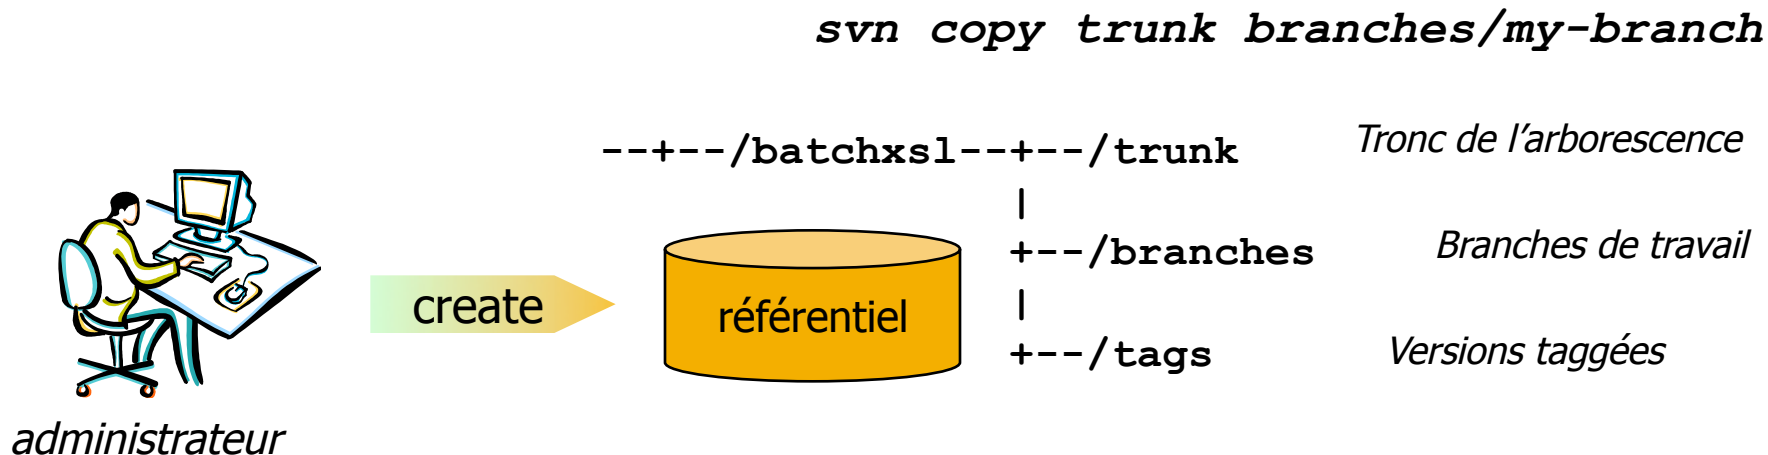 svn copy trunk branches/my-branch
--+--/batchxsl--+--/trunk Tronc de l’arborescence
|
+--/branches Branches de travail
create référentiel |
+--/tags Versions taggées
administrateur